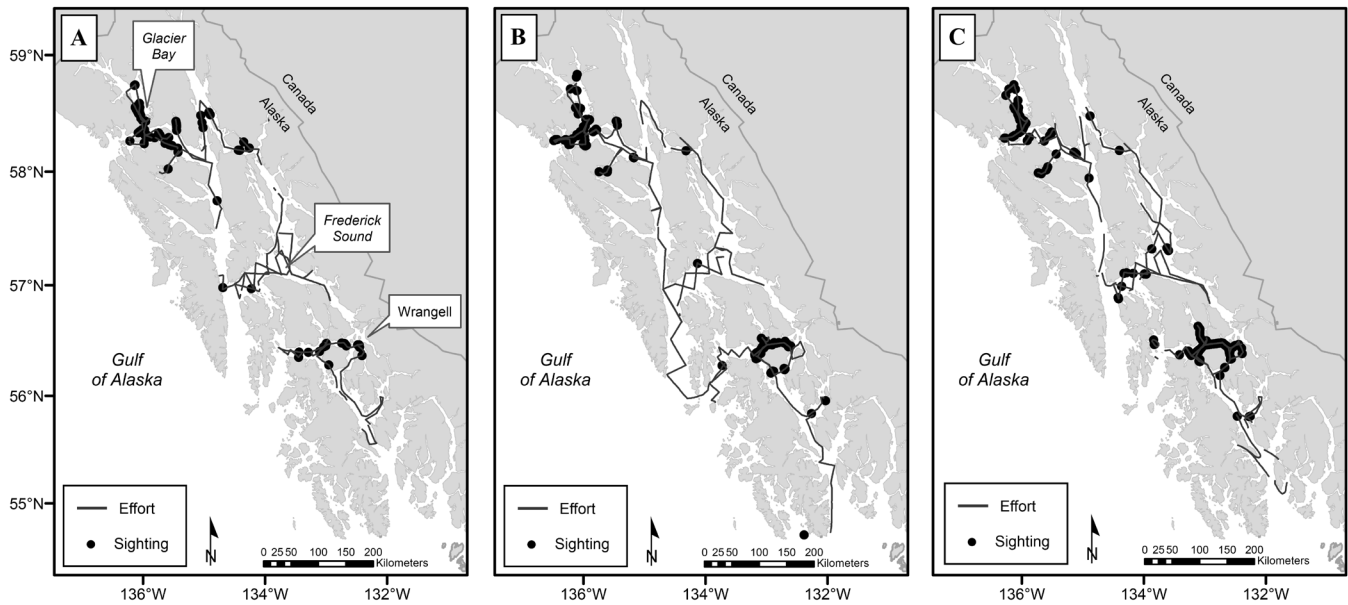 A
Glacier
Bay
Canada
Alaska
Frederick
Sound
Wrangell
Gulf
of Alaska
Effort
Sighting
N
0 25 50 100 150 200
Kilometers
59°N
58°N
57°N
56°N
55°N
136°W 134°W 132°W
B
Canada
Alaska
Gulf
of Alaska
Effort
Sighting
N
0 25 50 100 150 200
Kilometers
136°W 134°W 132°W
C
Canada
Alaska
Gulf
of Alaska
Effort
Sighting
N
0 25 50 100 150 200
Kilometers
136°W 134°W 132°W